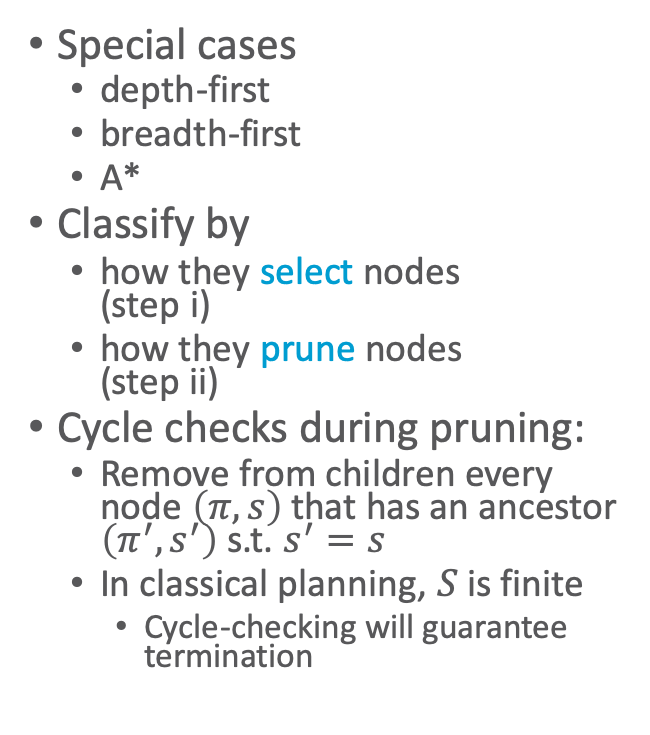 • Special cases
• depth-first
• breadth-first
• A*
• Classify by
• how they select nodes
(step i)
• how they prune nodes
(step ii)
• Cycle checks during pruning:
• Remove from children every
node (π, s) that has an ancestor
(π′, s′) s.t. s′ = s
• In classical planning, S is finite
• Cycle-checking will guarantee
termination